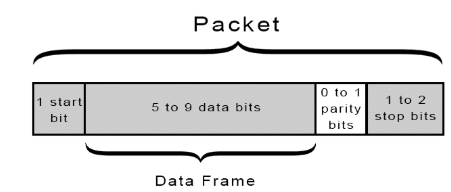 Packet
1 start
bit
5 to 9 data bits
0 to 1
parity
bits
1 to 2
stop bits
Data Frame